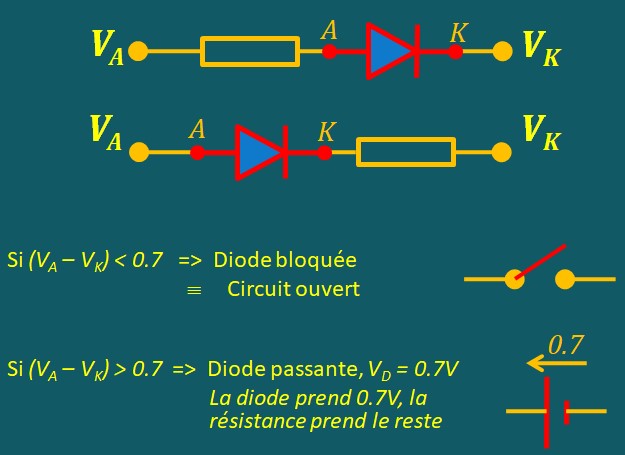 V_A A K V_K
V_A A K V_K
Si (V_A – V_K) < 0.7 => Diode bloquée
≡ Circuit ouvert
0.7
Si (V_A – V_K) > 0.7 => Diode passante, V_D = 0.7V
La diode prend 0.7V, la
résistance prend le reste